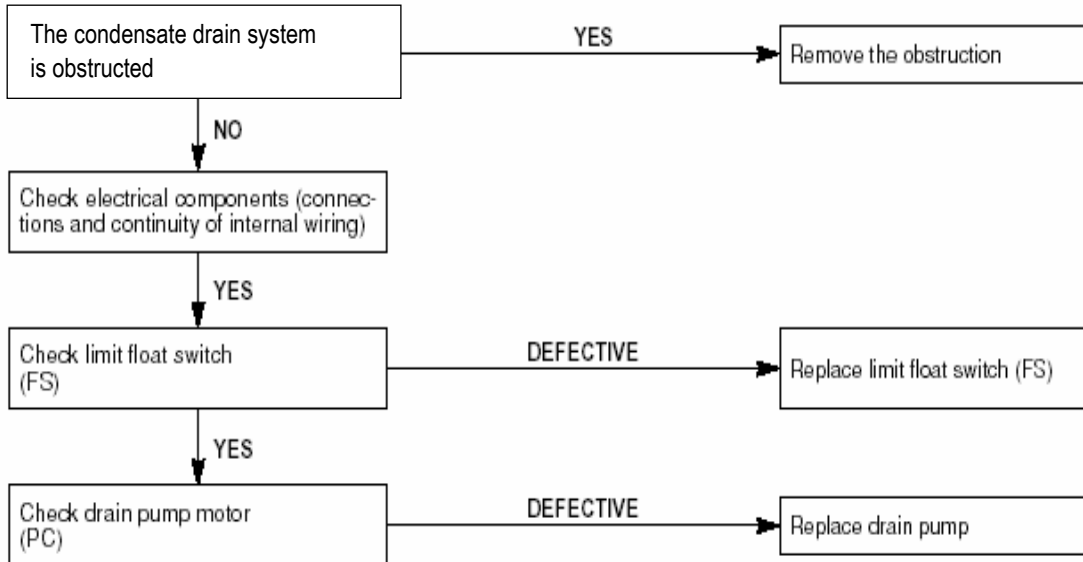 The condensate drain system
is obstructed
YES
Remove the obstruction
NO
Check electrical components (connec-
tions and continuity of internal wiring)
YES
Check limit float switch
(FS)
DEFECTIVE
Replace limit float switch (FS)
YES
Check drain pump motor
(PC)
DEFECTIVE
Replace drain pump